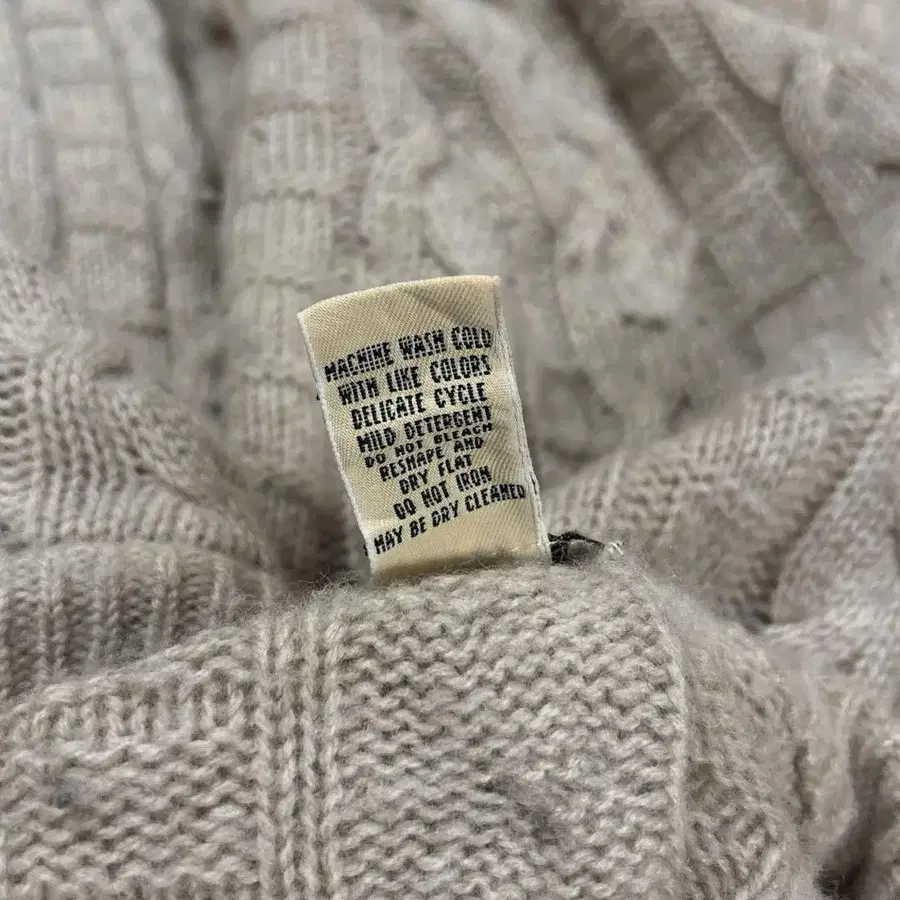 MACHINE WASH COLD
WITH LIKE COLORS
DELICATE CYCLE
MILD DETERGENT
DO NOT BLEACH
RESHAPE AND
DRY FLAT
DO NOT IRON
MAY BE DRY CLEANED